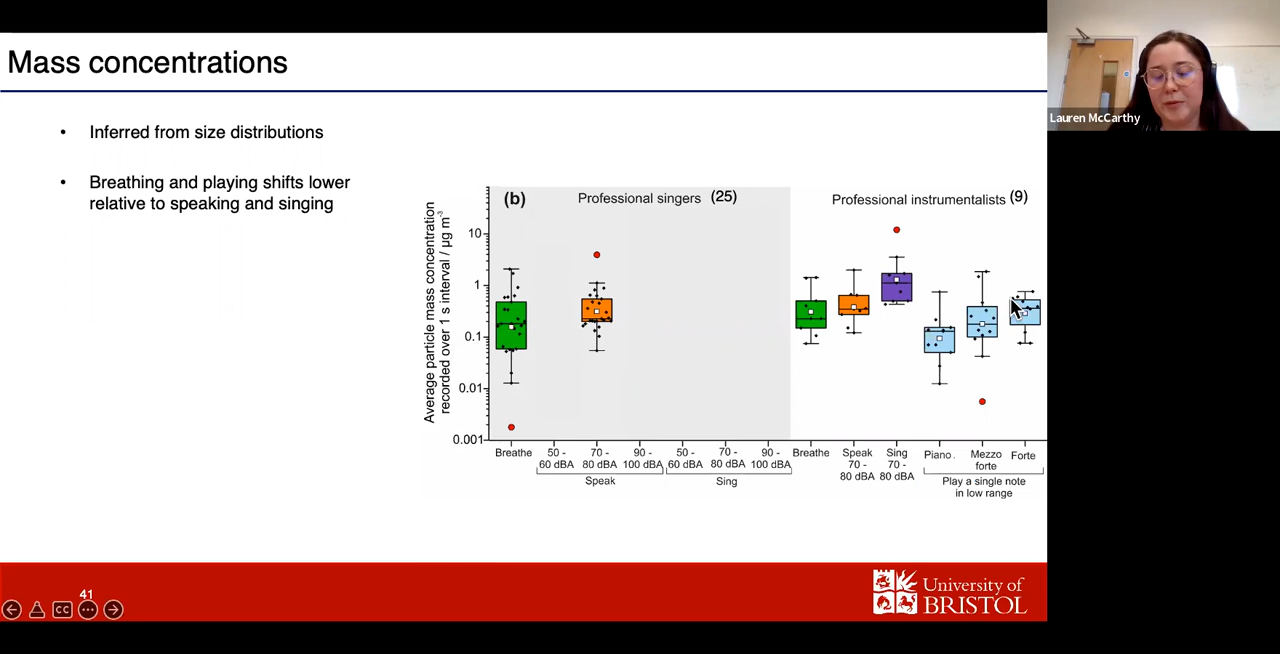 Mass concentrations
• Inferred from size distributions
• Breathing and playing shifts lower
relative to speaking and singing
Lauren McCarthy
(b)
Professional singers (25)
Professional instrumentalists (9)
Average particle mass concentration
recorded over 1 s interval / μg m⁻³
10
1
0.1
0.01
0.001
Breathe
50 -
60 dBA
70 -
80 dBA
90 -
100 dBA
Speak
50 -
60 dBA
70 -
80 dBA
90 -
100 dBA
Sing
Breathe
Speak
70 -
80 dBA
Sing
70 -
80 dBA
Piano .
Mezzo
forte
Forte
Play a single note
in low range
41
CC
University of
BRISTOL